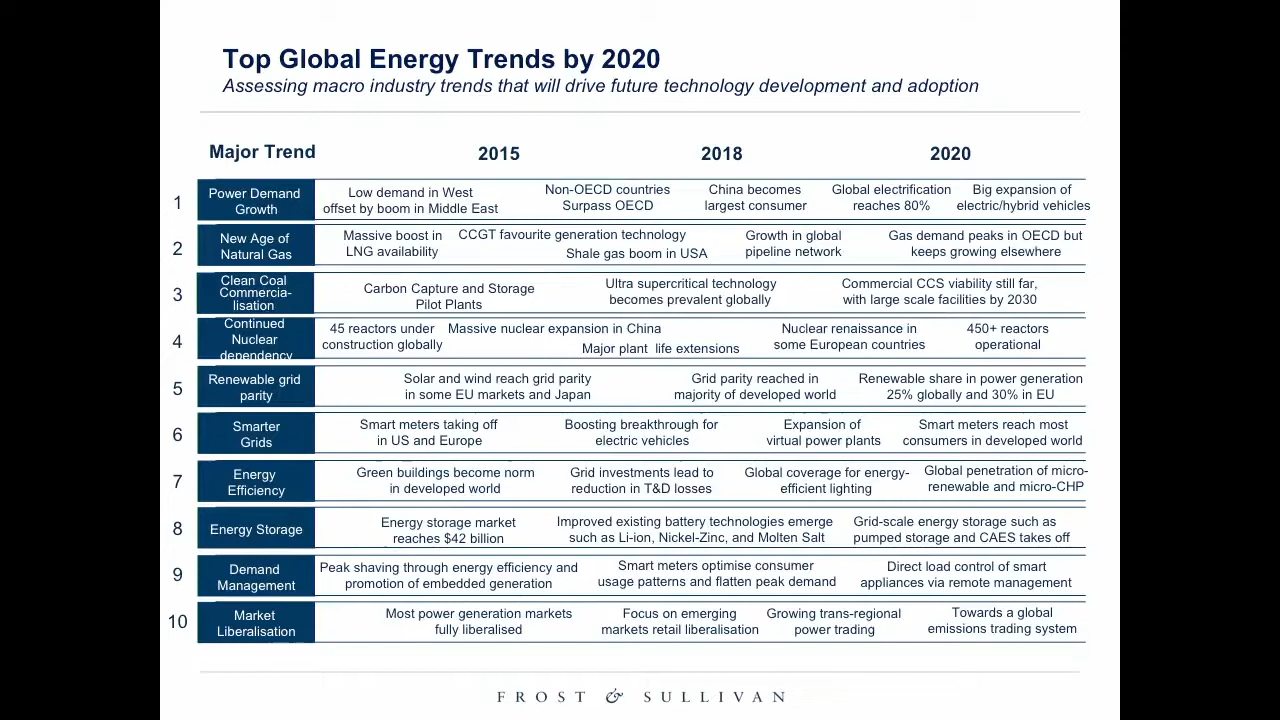 Top Global Energy Trends by 2020
Assessing macro industry trends that will drive future technology development and adoption
Major Trend 2015 2018 2020
1
Power Demand
Growth
Low demand in West
offset by boom in Middle East
Non-OECD countries
Surpass OECD
China becomes
largest consumer
Global electrification
reaches 80%
Big expansion of
electric/hybrid vehicles
2
New Age of
Natural Gas
Massive boost in
LNG availability
CCGT favourite generation technology
Shale gas boom in USA
Growth in global
pipeline network
Gas demand peaks in OECD but
keeps growing elsewhere
3
Clean Coal
Commercia-
lisation
Carbon Capture and Storage
Pilot Plants
Ultra supercritical technology
becomes prevalent globally
Commercial CCS viability still far,
with large scale facilities by 2030
4
Continued
Nuclear
dependency
45 reactors under
construction globally
Massive nuclear expansion in China
Major plant life extensions
Nuclear renaissance in
some European countries
450+ reactors
operational
5
Renewable grid
parity
Solar and wind reach grid parity
in some EU markets and Japan
Grid parity reached in
majority of developed world
Renewable share in power generation
25% globally and 30% in EU
6
Smarter
Grids
Smart meters taking off
in US and Europe
Boosting breakthrough for
electric vehicles
Expansion of
virtual power plants
Smart meters reach most
consumers in developed world
7
Energy
Efficiency
Green buildings become norm
in developed world
Grid investments lead to
reduction in T&D losses
Global coverage for energy-
efficient lighting
Global penetration of micro-
renewable and micro-CHP
8
Energy Storage
Energy storage market
reaches $42 billion
Improved existing battery technologies emerge
such as Li-ion, Nickel-Zinc, and Molten Salt
Grid-scale energy storage such as
pumped storage and CAES takes off
9
Demand
Management
Peak shaving through energy efficiency and
promotion of embedded generation
Smart meters optimise consumer
usage patterns and flatten peak demand
Direct load control of smart
appliances via remote management
10
Market
Liberalisation
Most power generation markets
fully liberalised
Focus on emerging
markets retail liberalisation
Growing trans-regional
power trading
Towards a global
emissions trading system
FROST & SULLIVAN